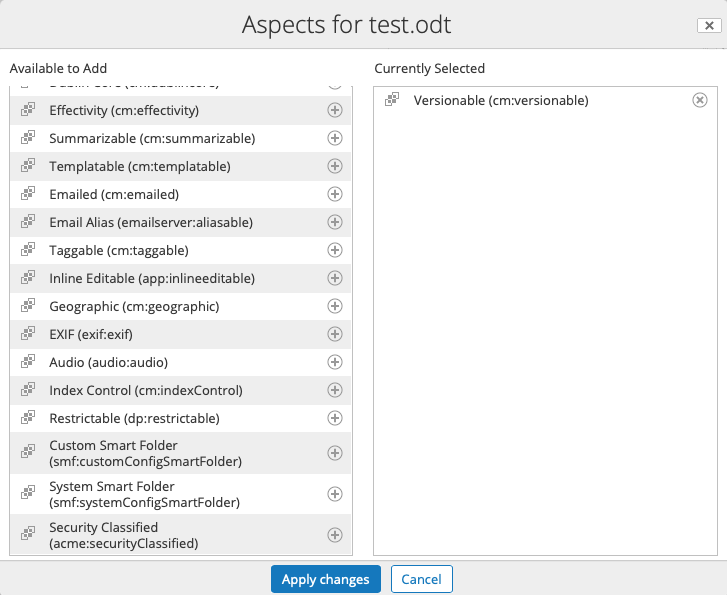 Aspects for test.odt
Available to Add
Currently Selected
Effectivity (cm:effectivity)
Summarizable (cm:summarizable)
Templatable (cm:templatable)
Emailed (cm:emailed)
Email Alias (emailserver:aliasable)
Taggable (cm:taggable)
Inline Editable (app:inlineeditable)
Geographic (cm:geographic)
EXIF (exif:exif)
Audio (audio:audio)
Index Control (cm:indexControl)
Restrictable (dp:restrictable)
Custom Smart Folder
(smf:customConfigSmartFolder)
System Smart Folder
(smf:systemConfigSmartFolder)
Security Classified
(acme:securityClassified)
Versionable (cm:versionable)
Apply changes
Cancel